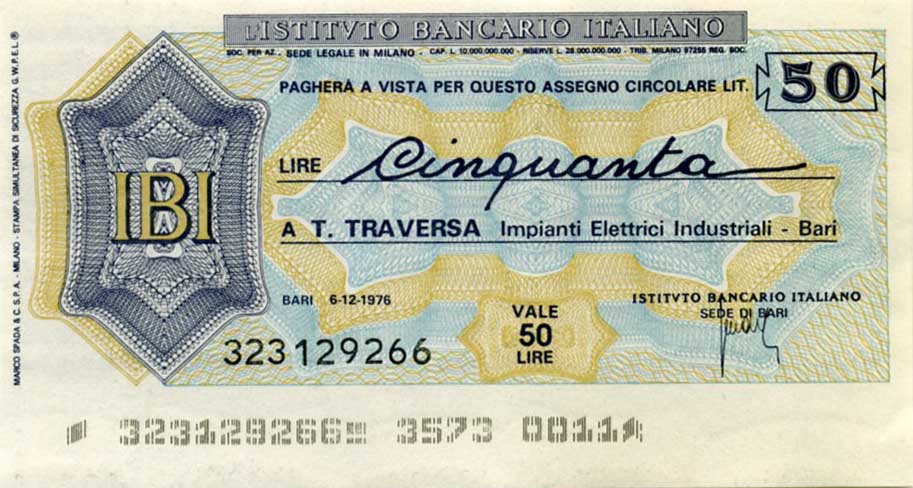 L'ISTITVTO BANCARIO ITALIANO
SOC. PER AZ. - SEDE LEGALE IN MILANO - CAP. L. 10.000.000.000 - RISERVE L. 28.000.000.000 - TRIB. MILANO 97255 REG. SOC.
PAGHERÀ A VISTA PER QUESTO ASSEGNO CIRCOLARE LIT. 50
LIRE Cinquanta
A T. TRAVERSA Impianti Elettrici Industriali - Bari
IBI
BARI 6-12-1976
VALE
50
LIRE
ISTITVTO BANCARIO ITALIANO
SEDE DI BARI
323129266
323129266 3573 00111
MARCO SPADA & C. S.P.A. - MILANO - STAMPA SIMULTANEA DI SICUREZZA G.W.P.E.L.®